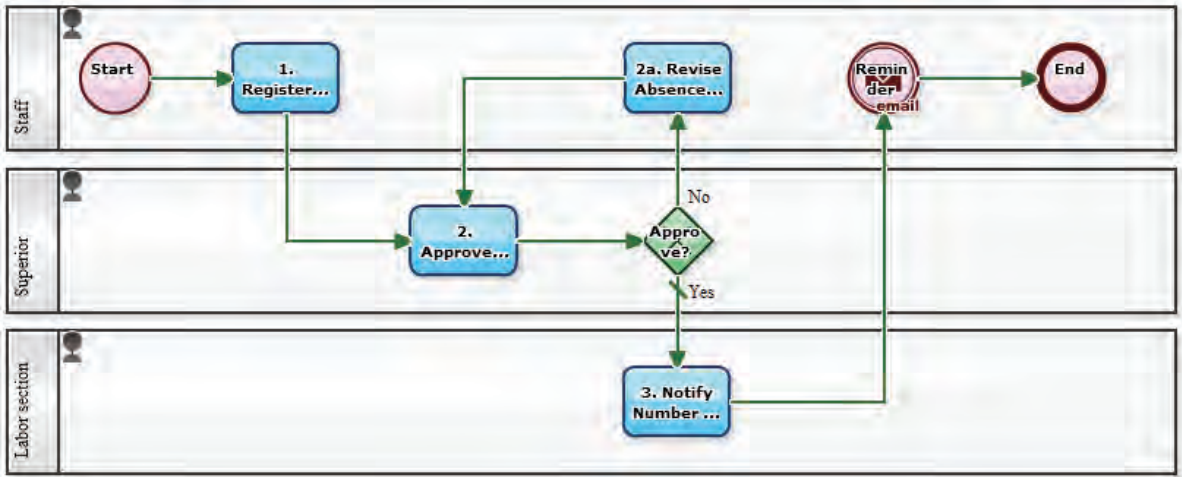 Staff
Start
1.
Register...
2a. Revise
Absence...
Remin
der
email
End
Superior
2.
Approve...
Appro
ve?
No
Yes
Labor section
3. Notify
Number ...